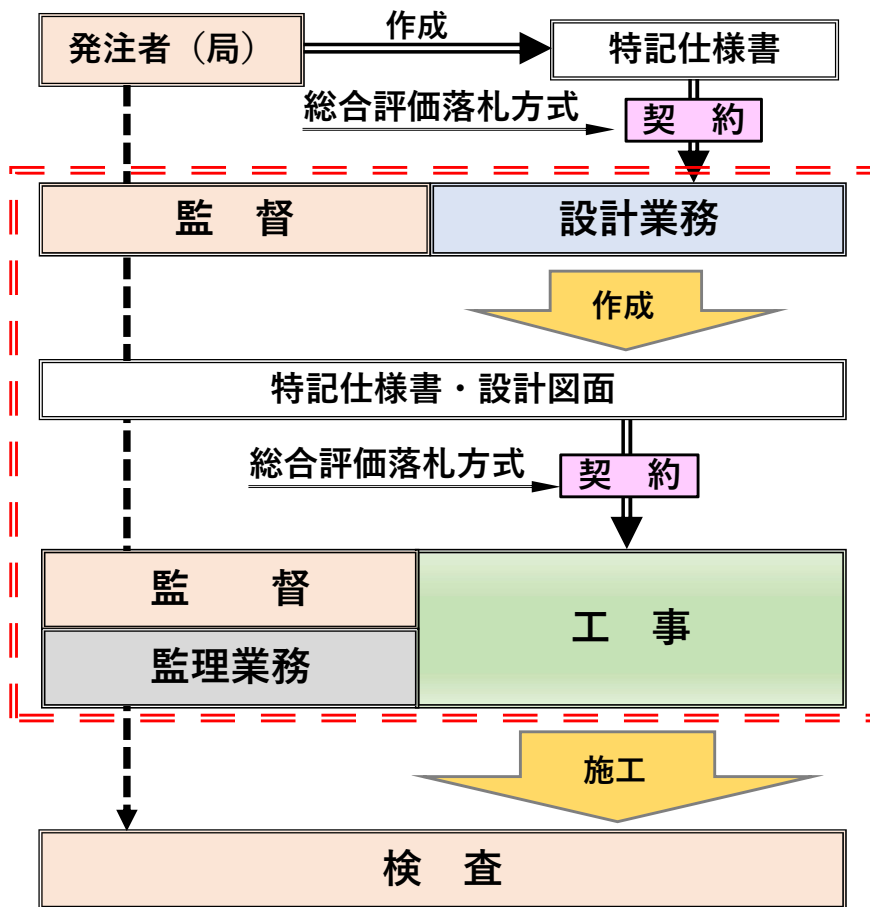 発注者（局）
作成
特記仕様書
総合評価落札方式
契　約
監　督
設計業務
作成
特記仕様書・設計図面
総合評価落札方式
契　約
監　　督
工　事
監理業務
施工
検　査